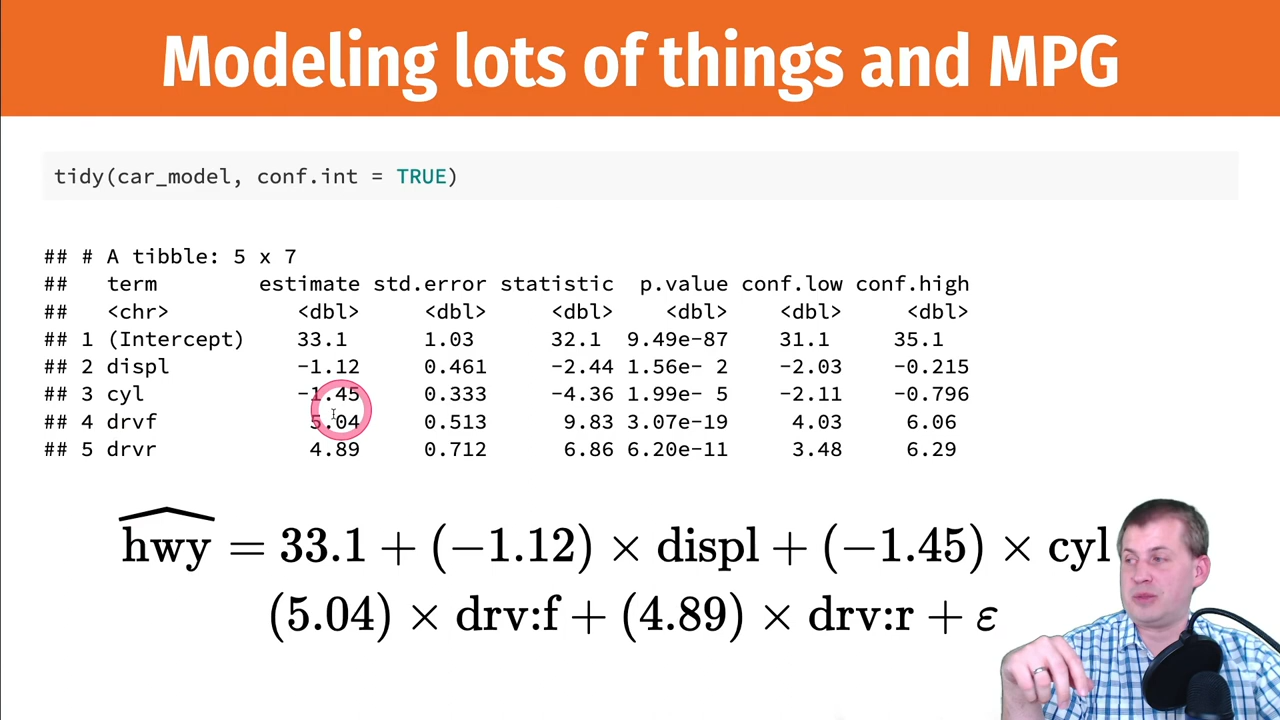 Modeling lots of things and MPG
tidy(car_model, conf.int = TRUE)
## # A tibble: 5 x 7
## term estimate std.error statistic p.value conf.low conf.high
## <chr> <dbl> <dbl> <dbl> <dbl> <dbl> <dbl>
## 1 (Intercept) 33.1 1.03 32.1 9.49e-87 31.1 35.1
## 2 displ -1.12 0.461 -2.44 1.56e- 2 -2.03 -0.215
## 3 cyl -1.45 0.333 -4.36 1.99e- 5 -2.11 -0.796
## 4 drvf 5.04 0.513 9.83 3.07e-19 4.03 6.06
## 5 drvr 4.89 0.712 6.86 6.20e-11 3.48 6.29
\widehat{hwy} = 33.1 + (−1.12) × displ + (−1.45) × cyl
(5.04) × drv:f + (4.89) × drv:r + ε